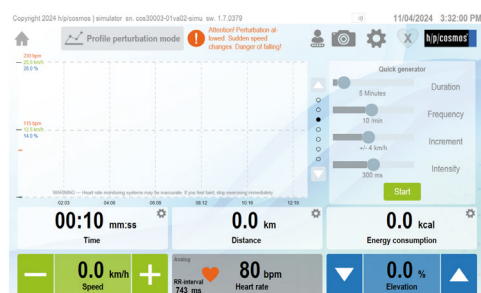 Copyright 2024 h/p/cosmos | simulator sn. cos30003-01va02-simu sw. 1.7.0379
11/04/2024 3:32:00 PM
Profile perturbation mode
Attention! Perturbation al-
lowed. Sudden speed
changes. Danger of falling!
X
h/p/cosmos
230 bpm
25.0 km/h
28.0 %
115 bpm
12.5 km/h
14.0 %
WARNING — Heart rate monitoring systems may be inaccurate. If you feel faint, stop exercising immediately
02:03 04:06 06:09 08:12 10:16 12:19
Quick generator
Duration
5 Minutes
Frequency
10 /min
Increment
+/- 4 km/h
Intensity
300 ms
Start
00:10 mm:ss
Time
0.0 km
Distance
0.0 kcal
Energy consumption
0.0 km/h
Speed
Analog
RR-interval
743 ms
80 bpm
Heart rate
0.0 %
Elevation